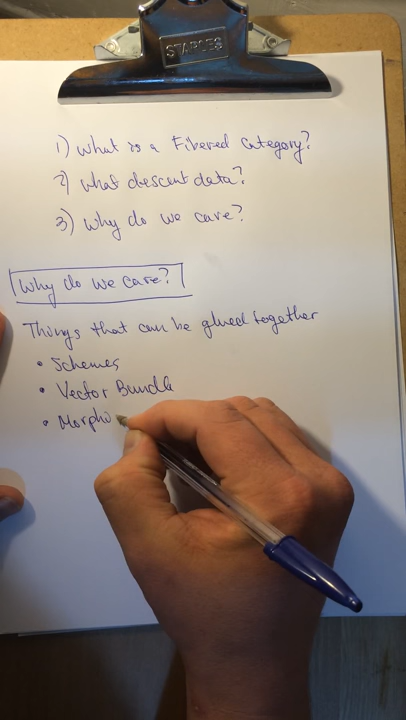 STAPLES
1) What is a Fibered Category?
2) what descent data?
3) Why do we care?
Why do we care?
Things that can be glued together
• Schemes
• Vector Bundle
• Morphi